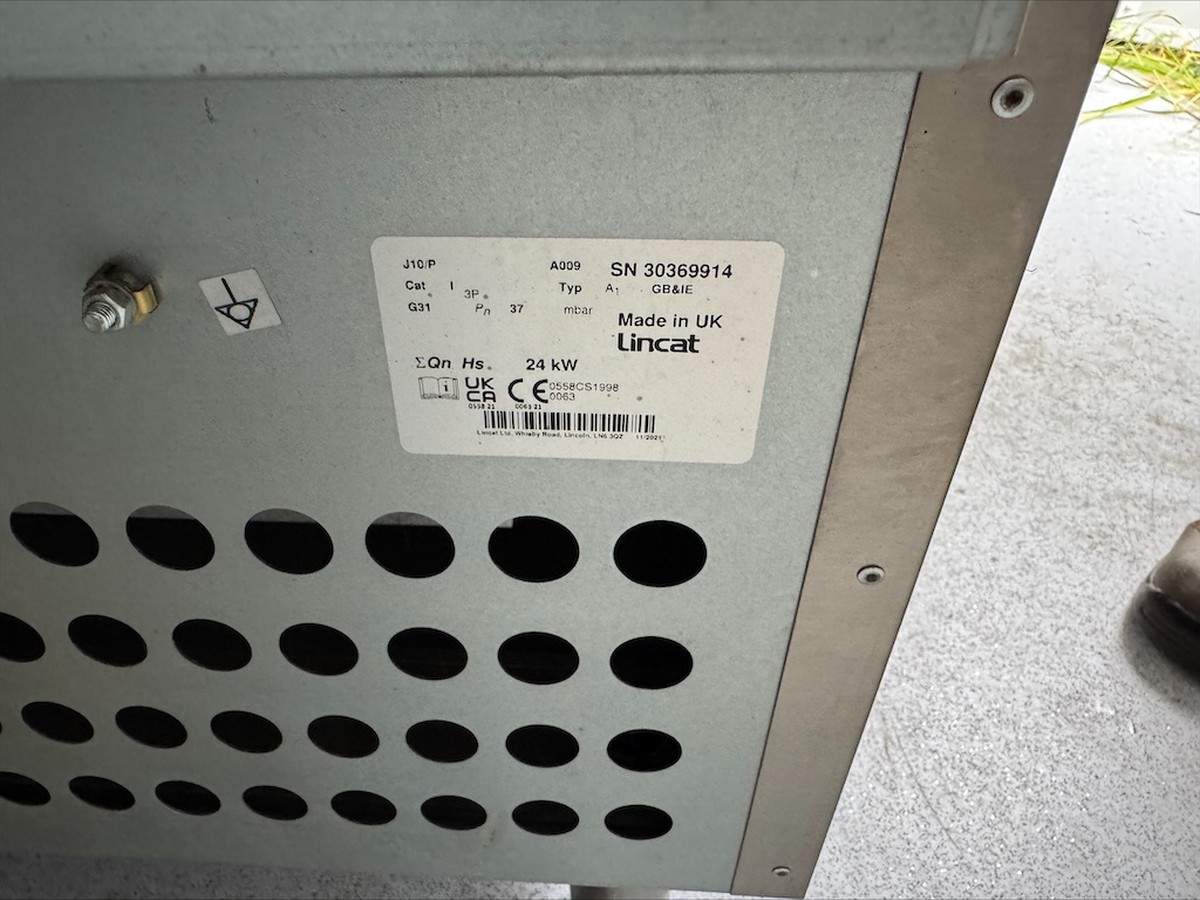 J10/P A009 SN 30369914
Cat I 3P Typ A1 GB&IE
G31 Pn 37 mbar
Made in UK
Lincat
ΣQn Hs 24 kW
i UK CA CE 0558CS1998
0063
0558 21 0063 21
Lincat Ltd, Whisby Road, Lincoln, LN6 3QZ 11/2021